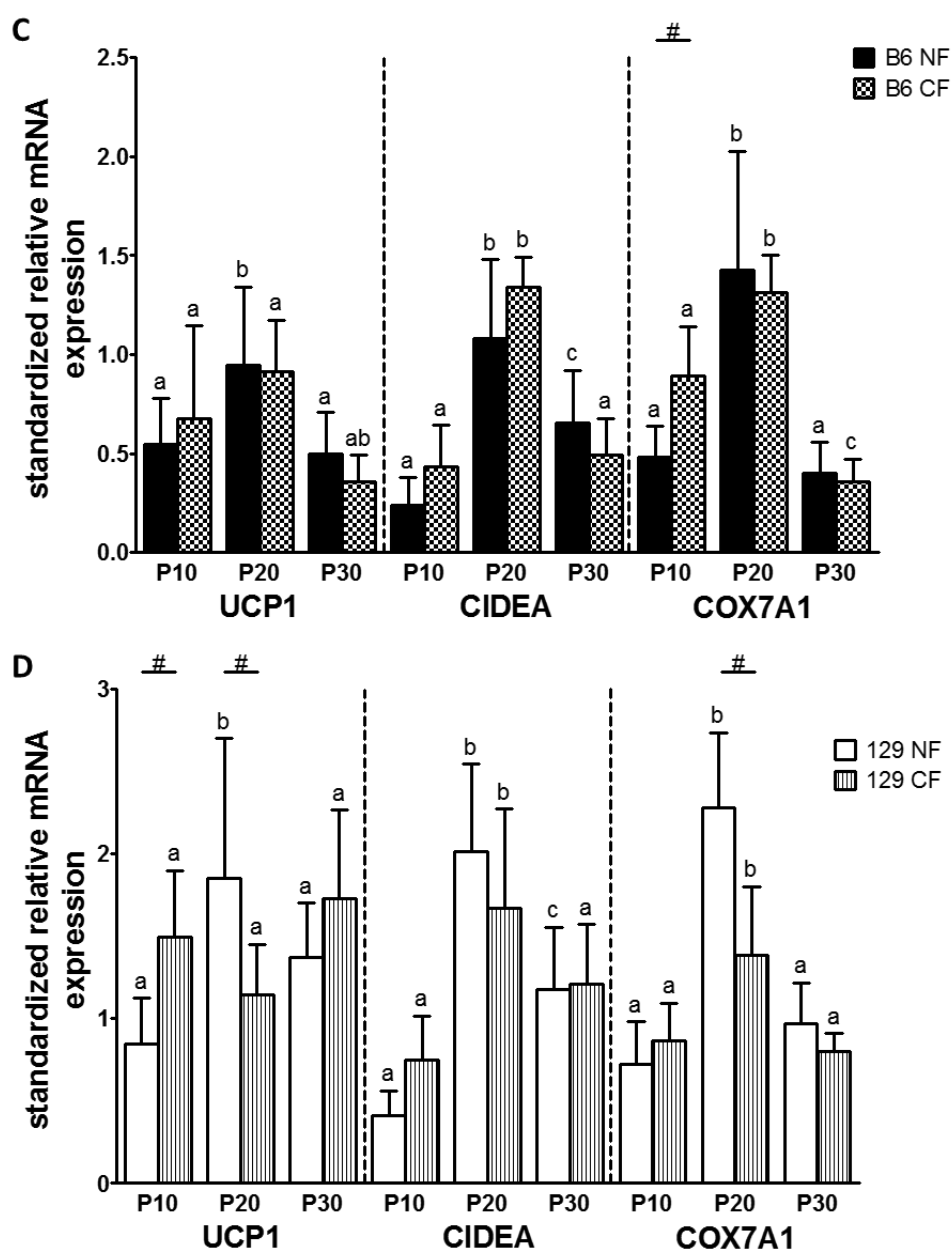 C
#
B6 NF
B6 CF
standardized relative mRNA
expression
2.5
2.0
1.5
1.0
0.5
0.0
a a b a a ab
a a b b c a
a a b b a c
P10 P20 P30 P10 P20 P30 P10 P20 P30
UCP1 CIDEA COX7A1
D
# # #
129 NF
129 CF
standardized relative mRNA
expression
3
2
1
0
a a b a a a
a a b b c a
a a b b a a
P10 P20 P30 P10 P20 P30 P10 P20 P30
UCP1 CIDEA COX7A1